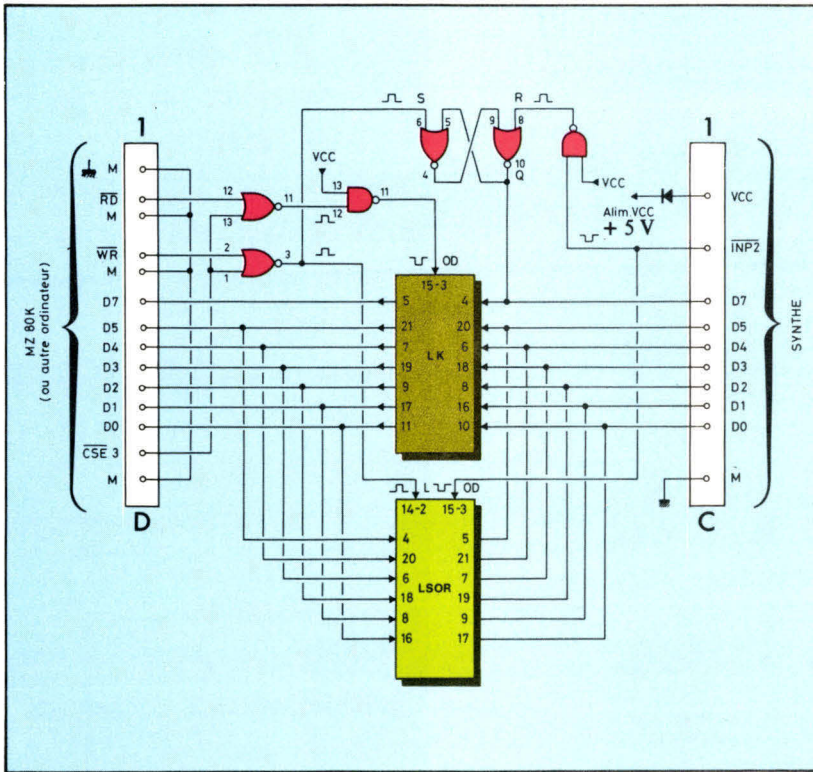 1
M
RD
M
WR
M
D7
D5
D4
D3
D2
D1
D0
CSE 3
M
D
MZ 80K
(ou autre ordinateur)
12
13
11
2
1
3
VCC
13
12
11
OD
S
6
5
4
R
9
8
10
Q
VCC
Alim. VCC
+ 5 V
15-3
5
4
21
20
7
6
19
18
9
8
17
16
11
10
LK
L
OD
14-2
15-3
4
5
20
21
6
7
18
19
8
9
16
17
LSOR
1
VCC
INP2
D7
D5
D4
D3
D2
D1
D0
M
C
SYNTHE